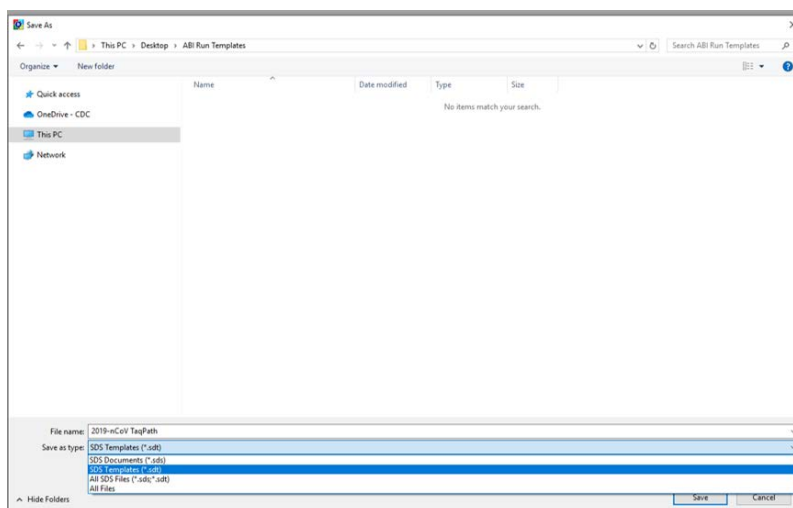 Save As
This PC > Desktop > ABI Run Templates
Search ABI Run Templates
Organize
New folder
Name
Date modified
Type
Size
Quick access
No items match your search.
OneDrive - CDC
This PC
Network
File name: 2019-nCoV TaqPath
Save as type: SDS Templates (*.sdt)
SDS Documents (*.sds)
SDS Templates (*.sdt)
All SDS Files (*.sds;*.sdt)
All Files
Hide Folders
Save
Cancel